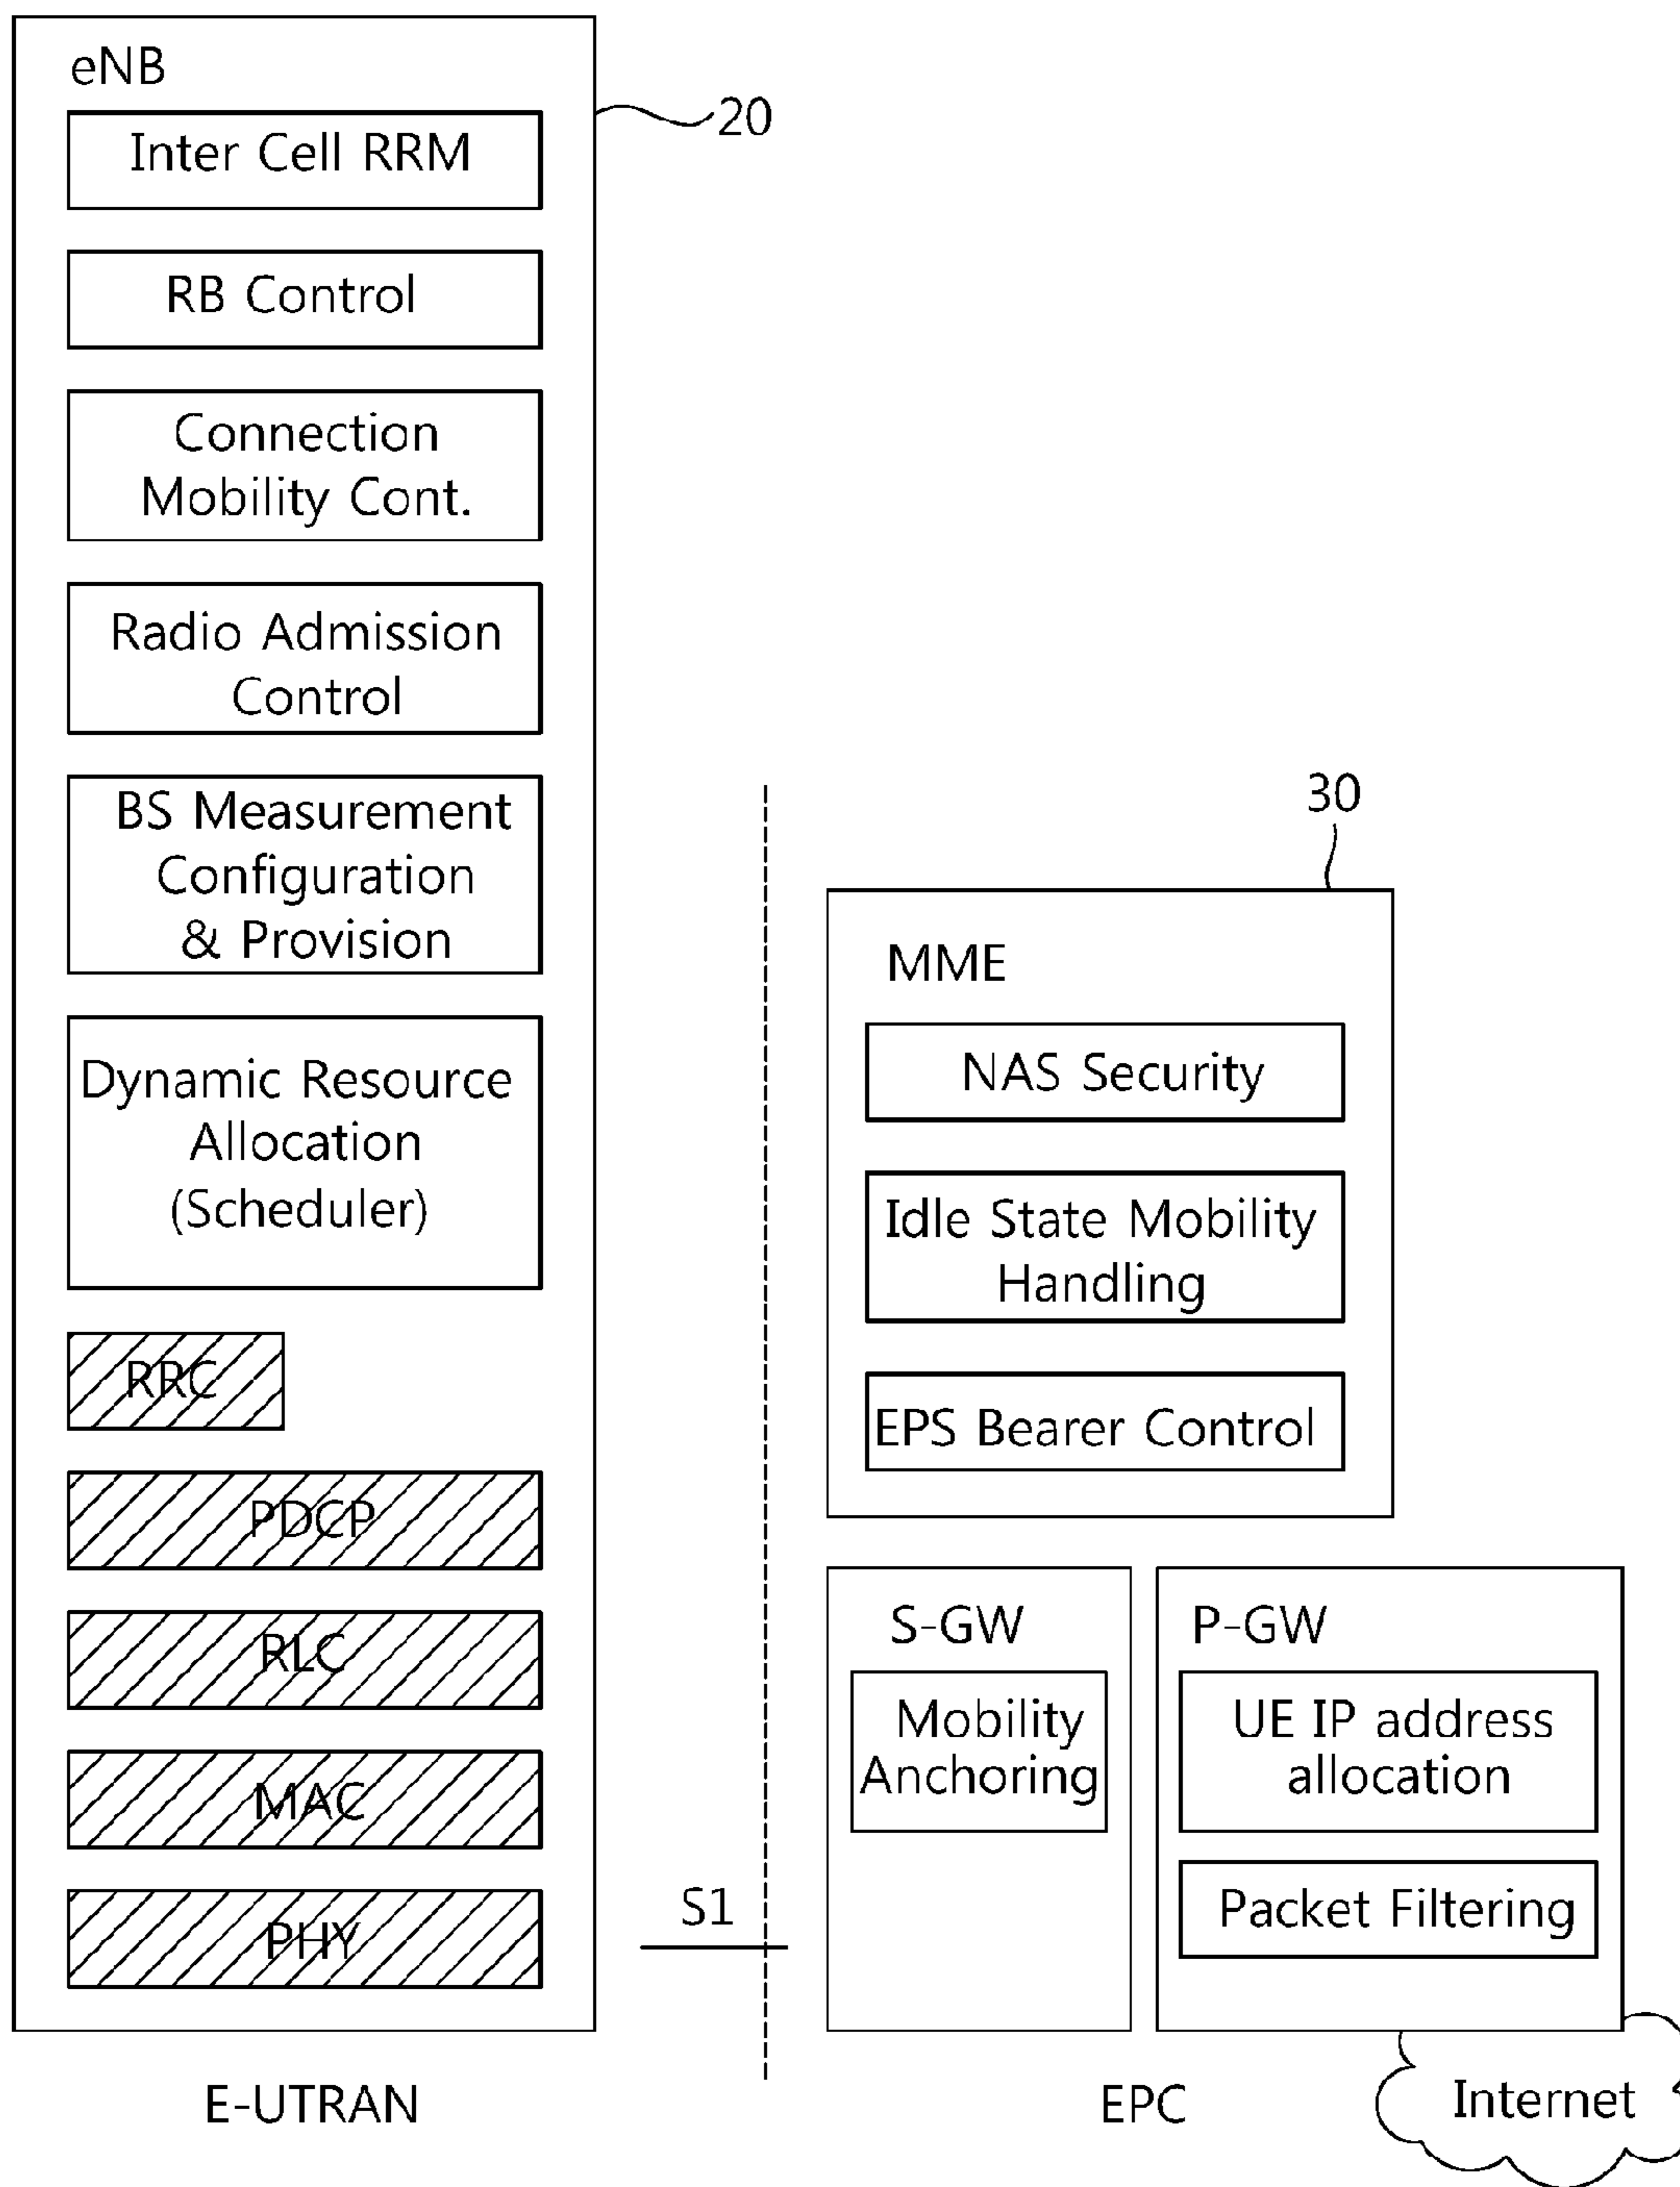 eNB
20
Inter Cell RRM
RB Control
Connection
Mobility Cont.
Radio Admission
Control
BS Measurement
Configuration
& Provision
Dynamic Resource
Allocation
(Scheduler)
RRC
PDCP
RLC
MAC
PHY
S1
E-UTRAN
30
MME
NAS Security
Idle State Mobility
Handling
EPS Bearer Control
S-GW
Mobility
Anchoring
P-GW
UE IP address
allocation
Packet Filtering
EPC
Internet